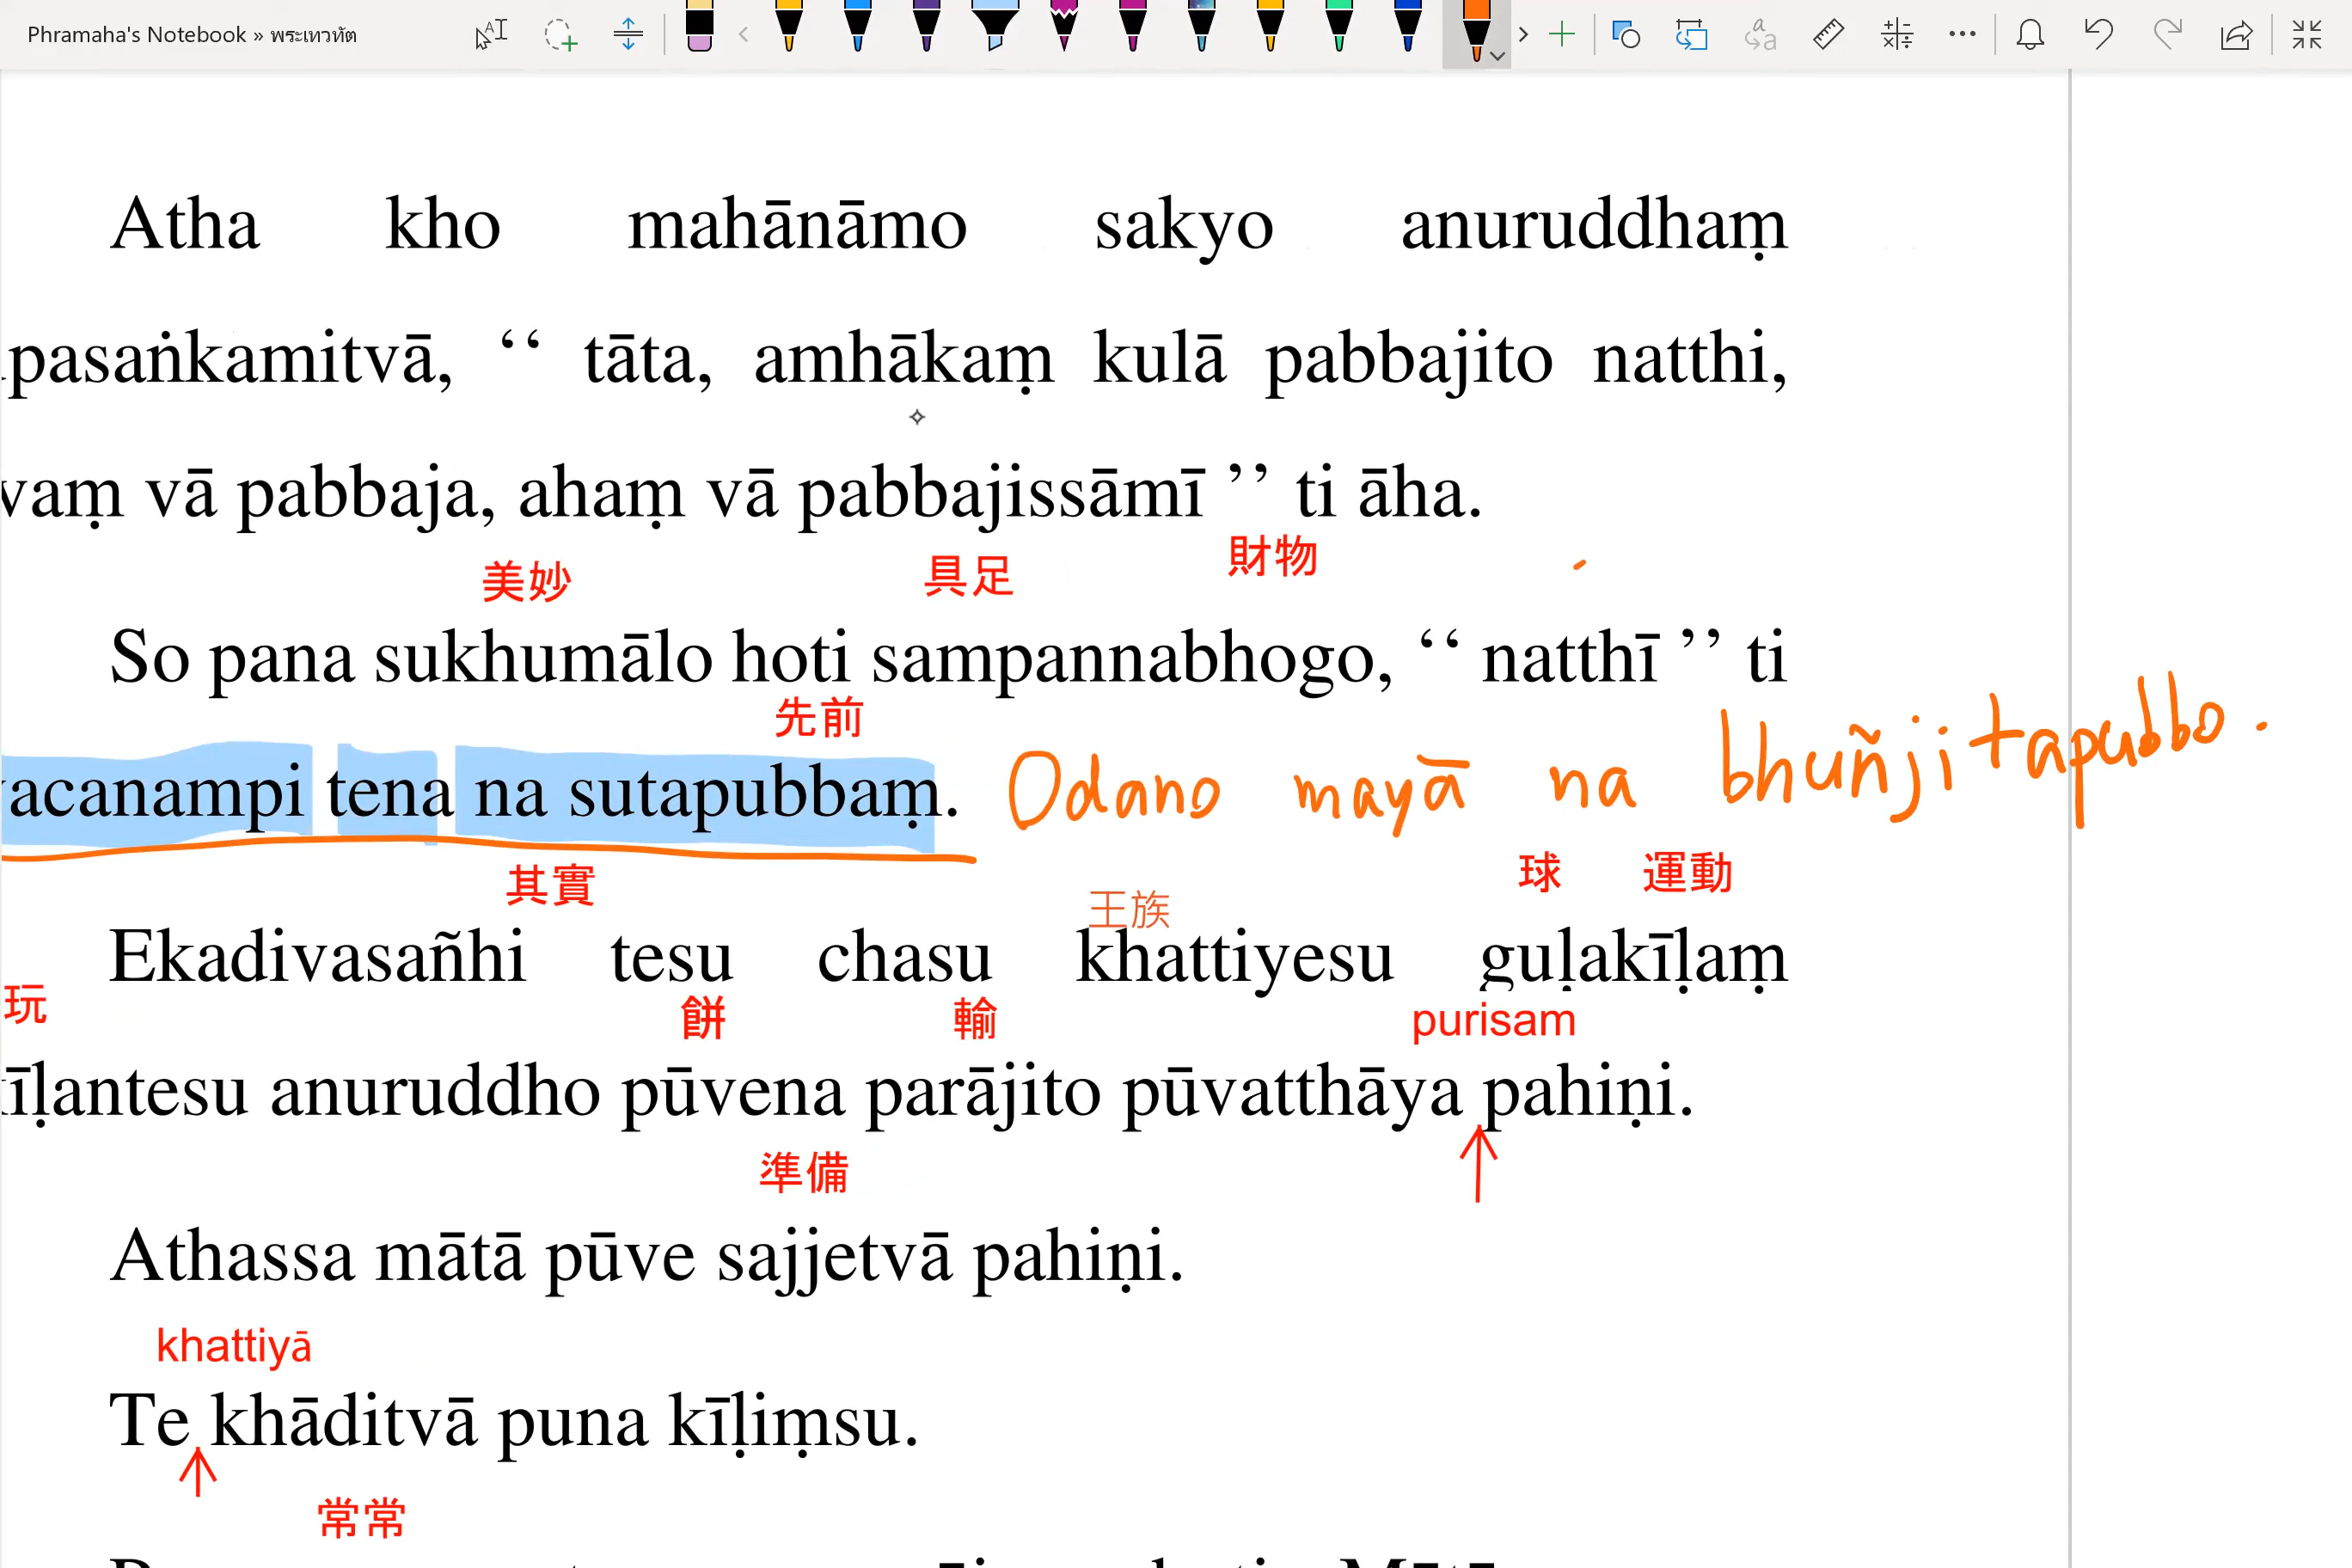 Phramaha's Notebook » พระเทวทัต
Atha kho mahānāmo sakyo anuruddhaṃ
pasaṅkamitvā, ‘‘ tāta, amhākaṃ kulā pabbajito natthi,
vaṃ vā pabbaja, ahaṃ vā pabbajissāmī ’’ ti āha.
美妙 具足 財物
So pana sukhumālo hoti sampannabhogo, ‘‘ natthī ’’ ti
先前
vacanampi tena na sutapubbaṃ. Odano mayā na bhuñjitapubbo.
其實 王族 球 運動
Ekadivasañhi tesu chasu khattiyesu guḷakīḷaṃ
玩 餅 輸 purisam
īḷantesu anuruddho pūvena parājito pūvatthāya pahiṇi.
準備
Athassa mātā pūve sajjetvā pahiṇi.
khattiyā
Te khāditvā puna kīḷiṃsu.
常常